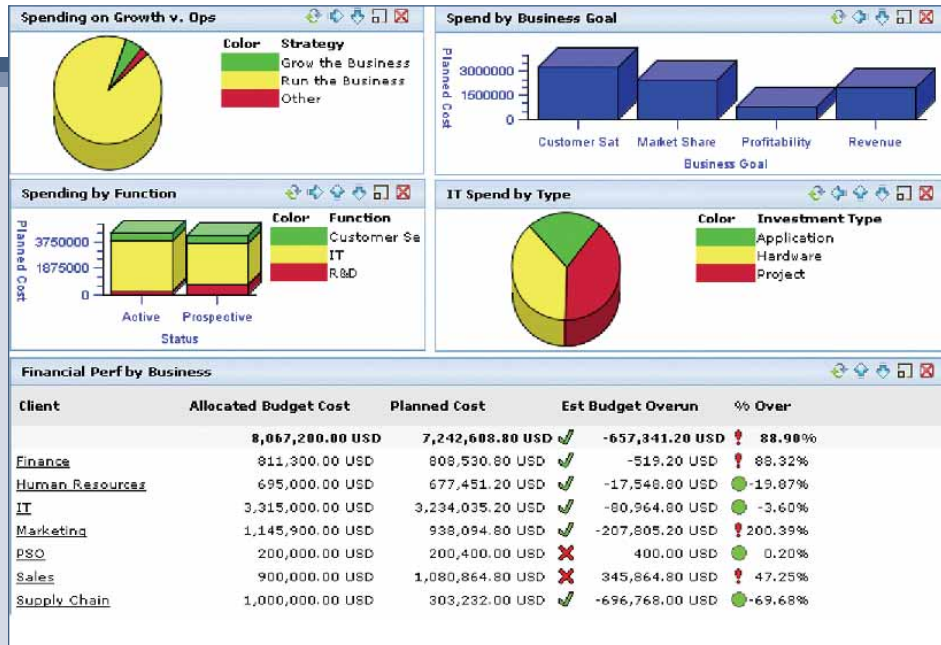 Spending on Growth v. Ops
Color Strategy
Grow the Business
Run the Business
Other
Spend by Business Goal
Planned Cost
3000000
1500000
0
Customer Sat Market Share Profitability Revenue
Business Goal
Spending by Function
Planned Cost
3750000
1875000
0
Active Prospective
Status
Color Function
Customer Se
IT
R&D
IT Spend by Type
Color Investment Type
Application
Hardware
Project
Financial Perf by Business
Client Allocated Budget Cost Planned Cost Est Budget Overun % Over
8,067,200.00 USD 7,242,608.80 USD -657,341.20 USD 88.90%
Finance 811,300.00 USD 808,530.80 USD -519.20 USD 88.32%
Human Resources 695,000.00 USD 677,451.20 USD -17,548.80 USD -19.87%
IT 3,315,000.00 USD 3,234,035.20 USD -80,964.80 USD -3.60%
Marketing 1,145,900.00 USD 938,094.80 USD -207,805.20 USD 200.39%
PSO 200,000.00 USD 200,400.00 USD 400.00 USD 0.20%
Sales 900,000.00 USD 1,080,864.80 USD 345,864.80 USD 47.25%
Supply Chain 1,000,000.00 USD 303,232.00 USD -696,768.00 USD -69.68%